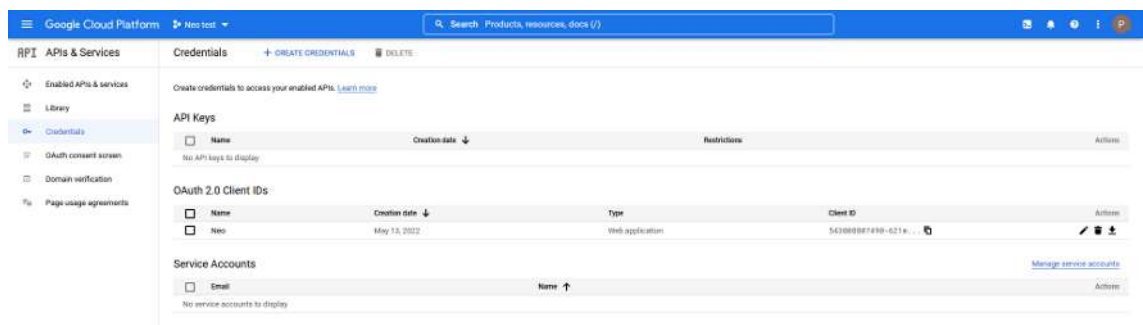 Google Cloud Platform
Neo test
Search Products, resources, docs (/)
P
API APIs & Services
Credentials
+ CREATE CREDENTIALS
DELETE
Enabled APIs & services
Library
Credentials
OAuth consent screen
Domain verification
Page usage agreements
Create credentials to access your enabled APIs. Learn more
API Keys
Name Creation date Restrictions Actions
No API keys to display
OAuth 2.0 Client IDs
Name Creation date Type Client ID Actions
Neo May 13, 2022 Web application
Service Accounts Manage service accounts
Email Name Actions
No service accounts to display